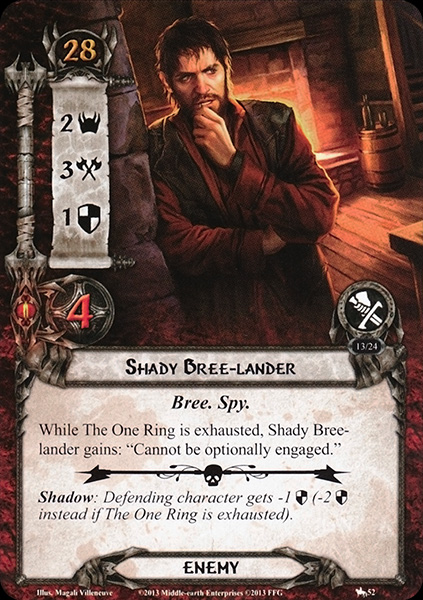 28
2
3
1
4
13/24
Shady Bree-lander
Bree. Spy.
While The One Ring is exhausted, Shady Bree-
lander gains: “Cannot be optionally engaged.”
Shadow: Defending character gets -1 (-2
instead if The One Ring is exhausted).
ENEMY
Illus. Magali Villeneuve ©2013 Middle-earth Enterprises ©2013 FFG 52